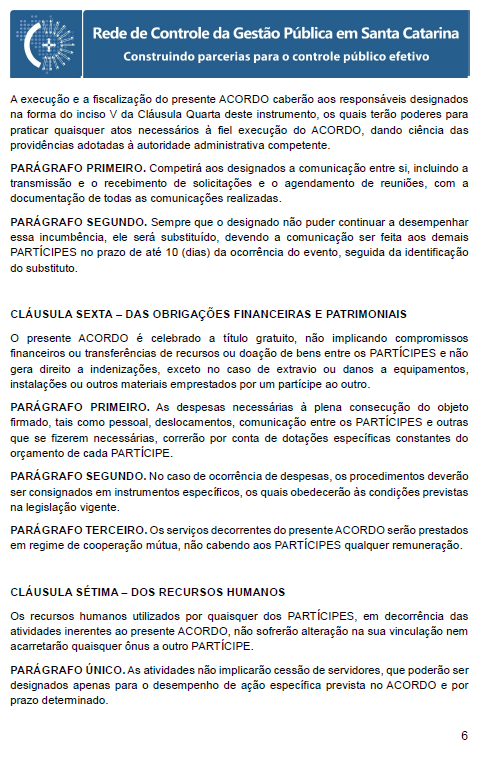 Rede de Controle da Gestão Pública em Santa Catarina
Construindo parcerias para o controle público efetivo
A execução e a fiscalização do presente ACORDO caberão aos responsáveis designados
na forma do inciso V da Cláusula Quarta deste instrumento, os quais terão poderes para
praticar quaisquer atos necessários à fiel execução do ACORDO, dando ciência das
providências adotadas à autoridade administrativa competente.
PARÁGRAFO PRIMEIRO. Competirá aos designados a comunicação entre si, incluindo a
transmissão e o recebimento de solicitações e o agendamento de reuniões, com a
documentação de todas as comunicações realizadas.
PARÁGRAFO SEGUNDO. Sempre que o designado não puder continuar a desempenhar
essa incumbência, ele será substituído, devendo a comunicação ser feita aos demais
PARTÍCIPES no prazo de até 10 (dias) da ocorrência do evento, seguida da identificação
do substituto.
CLÁUSULA SEXTA – DAS OBRIGAÇÕES FINANCEIRAS E PATRIMONIAIS
O presente ACORDO é celebrado a título gratuito, não implicando compromissos
financeiros ou transferências de recursos ou doação de bens entre os PARTÍCIPES e não
gera direito a indenizações, exceto no caso de extravio ou danos a equipamentos,
instalações ou outros materiais emprestados por um partícipe ao outro.
PARÁGRAFO PRIMEIRO. As despesas necessárias à plena consecução do objeto
firmado, tais como pessoal, deslocamentos, comunicação entre os PARTÍCIPES e outras
que se fizerem necessárias, correrão por conta de dotações específicas constantes do
orçamento de cada PARTÍCIPE.
PARÁGRAFO SEGUNDO. No caso de ocorrência de despesas, os procedimentos deverão
ser consignados em instrumentos específicos, os quais obedecerão às condições previstas
na legislação vigente.
PARÁGRAFO TERCEIRO. Os serviços decorrentes do presente ACORDO serão prestados
em regime de cooperação mútua, não cabendo aos PARTÍCIPES qualquer remuneração.
CLÁUSULA SÉTIMA – DOS RECURSOS HUMANOS
Os recursos humanos utilizados por quaisquer dos PARTÍCIPES, em decorrência das
atividades inerentes ao presente ACORDO, não sofrerão alteração na sua vinculação nem
acarretarão quaisquer ônus a outro PARTÍCIPE.
PARÁGRAFO ÚNICO. As atividades não implicarão cessão de servidores, que poderão ser
designados apenas para o desempenho de ação específica prevista no ACORDO e por
prazo determinado.
6